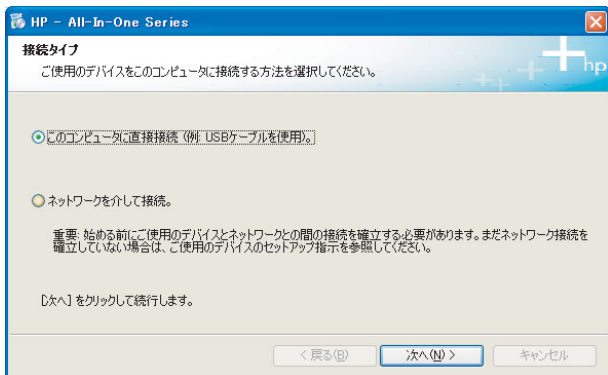 HP - All-In-One Series
接続タイプ
ご使用のデバイスをこのコンピュータに接続する方法を選択してください。
hp
このコンピュータに直接接続 (例: USBケーブルを使用)。
ネットワークを介して接続。
重要: 始める前にご使用のデバイスとネットワークとの間の接続を確立する必要があります。まだネットワーク接続を
確立していない場合は、ご使用のデバイスのセットアップ指示を参照してください。
[次へ] をクリックして続行します。
< 戻る(B) 次へ(N) > キャンセル